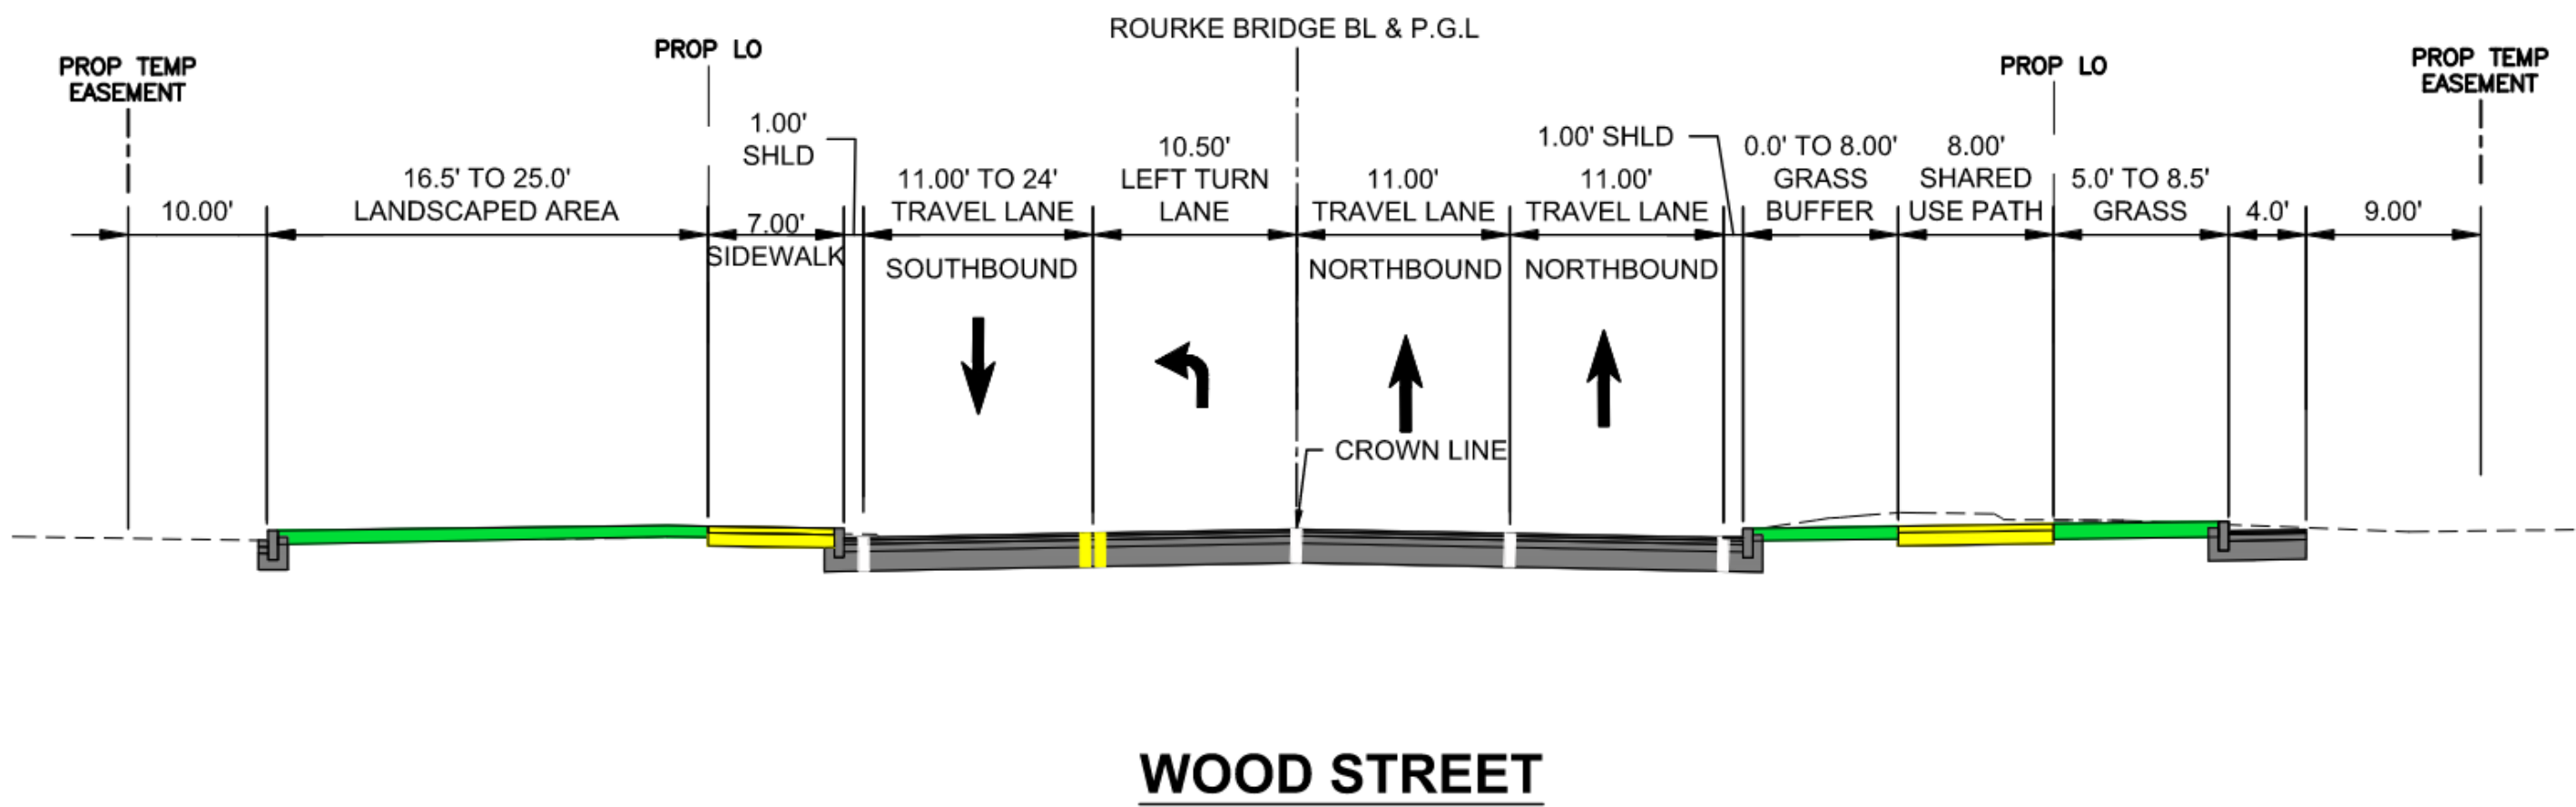 ROURKE BRIDGE BL & P.G.L
PROP TEMP
EASEMENT
PROP LO
PROP LO
PROP TEMP
EASEMENT
10.00'
16.5' TO 25.0'
LANDSCAPED AREA
7.00'
SIDEWALK
1.00'
SHLD
11.00' TO 24'
TRAVEL LANE
10.50'
LEFT TURN
LANE
11.00'
TRAVEL LANE
11.00'
TRAVEL LANE
1.00' SHLD
0.0' TO 8.00'
GRASS
BUFFER
8.00'
SHARED
USE PATH
5.0' TO 8.5'
GRASS
4.0'
9.00'
SOUTHBOUND
NORTHBOUND
NORTHBOUND
CROWN LINE
WOOD STREET